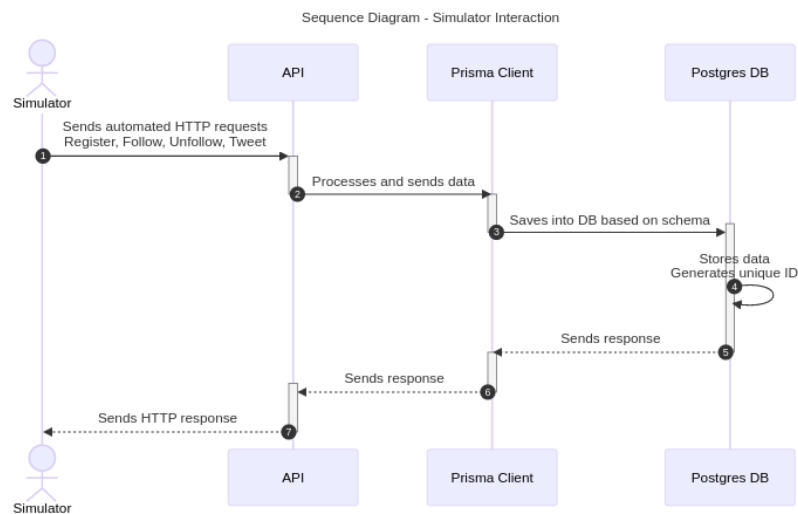 Sequence Diagram - Simulator Interaction
API
Prisma Client
Postgres DB
Simulator
Sends automated HTTP requests
Register, Follow, Unfollow, Tweet
1
Processes and sends data
2
Saves into DB based on schema
3
Stores data
Generates unique ID
4
Sends response
5
Sends response
6
Sends HTTP response
7
API
Prisma Client
Postgres DB
Simulator